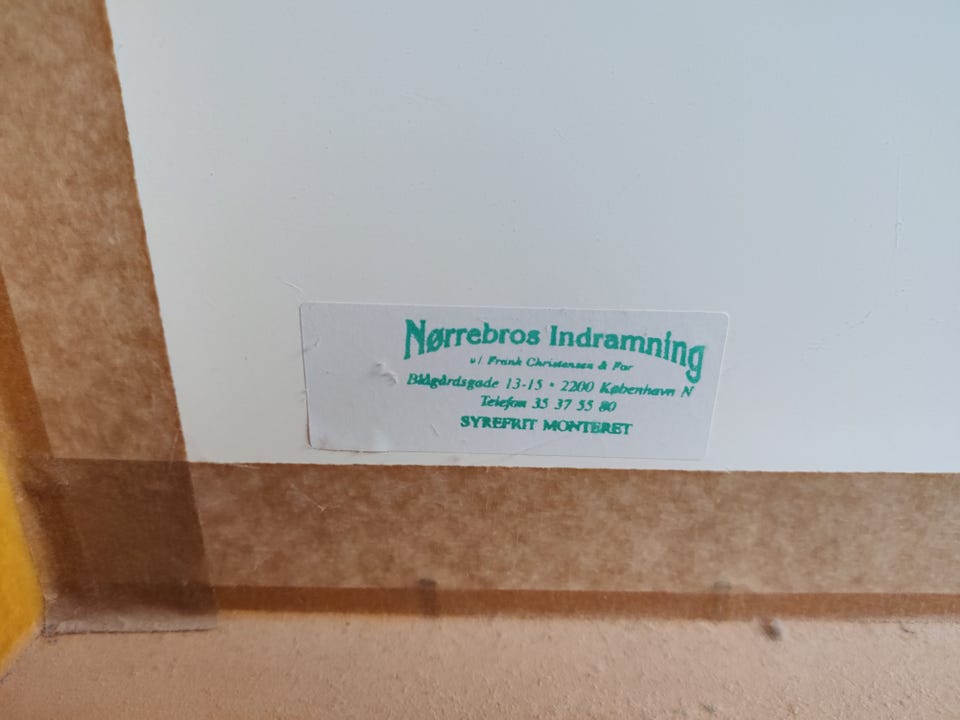 Nørrebros Indramning
v/ Frank Christensen & Far
Blågårdsgade 13-15 • 2200 København N
Telefon 35 37 55 80
SYREFRIT MONTERET